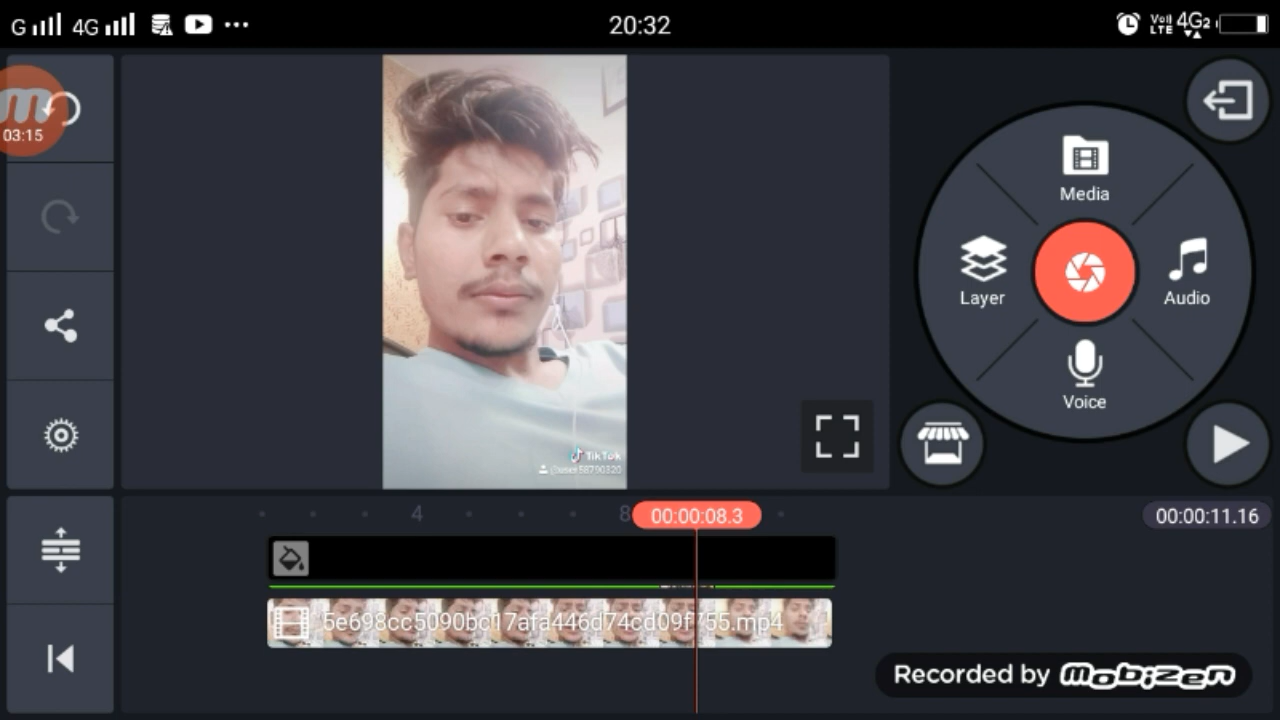 G 4G 20:32 Voll LTE 4G2
m
03:15
Media
Layer
Audio
Voice
TikTok
4 8 00:00:08.3 00:00:11.16
5e698cc5090bc17afa446d74cd09f755.mp4
Recorded by mobizen